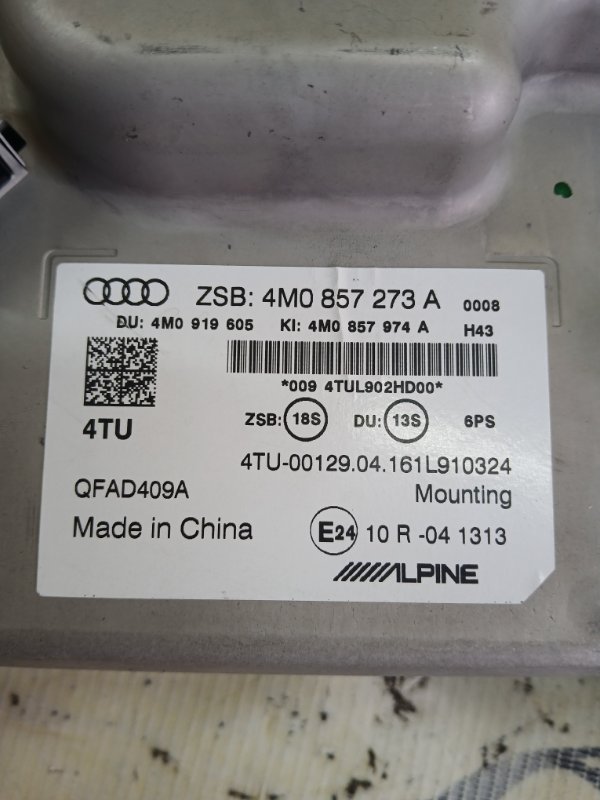 ZSB: 4M0 857 273 A 0008
DU: 4M0 919 605 KI: 4M0 857 974 A H43
*009 4TUL902HD00*
4TU ZSB: 18S DU: 13S 6PS
4TU-00129.04.161L910324
QFAD409A Mounting
Made in China E24 10 R -04 1313
ALPINE